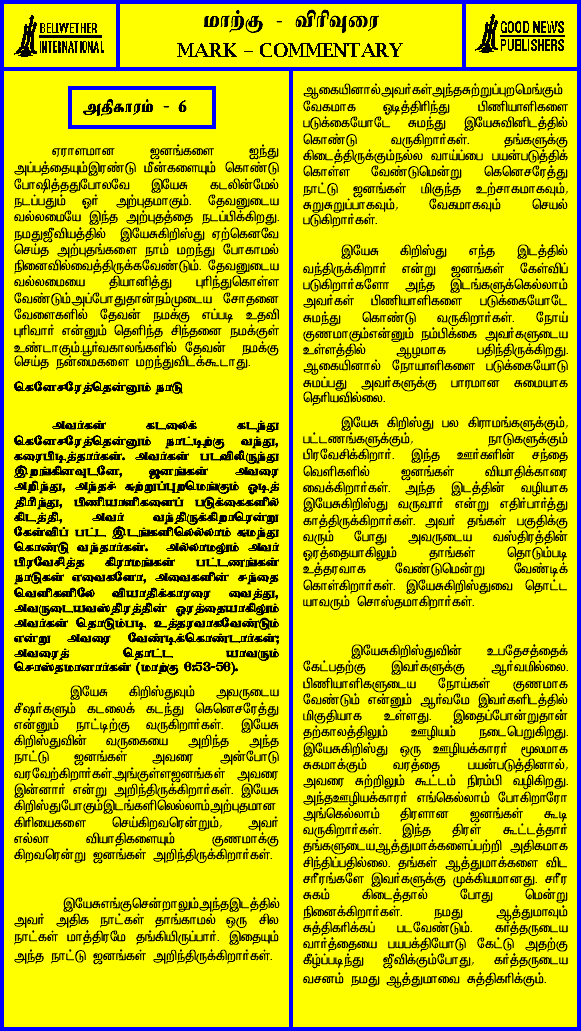 BELLWETHER
INTERNATIONAL
மாற்கு - விரிவுரை
MARK – COMMENTARY
GOOD NEWS
PUBLISHERS
அதிகாரம் - 6
ஏராளமான ஜனங்களை ஐந்து
அப்பத்தையும்இரண்டு மீன்களையும் கொண்டு
போஷித்ததுபோலவே இயேசு கடலின்மேல்
நடப்பதும் ஓர் அற்புதமாகும். தேவனுடைய
வல்லமையே இந்த அற்புதத்தை நடப்பிக்கிறது.
நமதுஜீவியத்தில் இயேசுகிறிஸ்து ஏற்கெனவே
செய்த அற்புதங்களை நாம் மறந்து போகாமல்
நினைவில்வைத்திருக்கவேண்டும். தேவனுடைய
வல்லமையை தியானித்து புரிந்துகொள்ள
வேண்டும்.அப்போதுதான்நம்முடைய சோதனை
வேளைகளில் தேவன் நமக்கு எப்படி உதவி
புரிவார் என்னும் தெளிந்த சிந்தனை நமக்குள்
உண்டாகும்.பூர்வகாலங்களில் தேவன் நமக்கு
செய்த நன்மைகளை மறந்துவிடக்கூடாது.
கெனேசரேத்தென்னும் நாடு
அவர்கள் கடலைக் கடந்து
கெனேசரேத்தென்னும் நாட்டிற்கு வந்து,
கரைபிடித்தார்கள். அவர்கள் படவிலிருந்து
இறங்கினவுடனே, ஜனங்கள் அவரை
அறிந்து, அந்தச் சுற்றுப்புறமெங்கும் ஓடித்
திரிந்து, பிணியாளிகளைப் படுக்கைகளில்
கிடத்தி, அவர் வந்திருக்கிறாரென்று
கேள்விப் பட்ட இடங்களிலெல்லாம் சுமந்து
கொண்டு வந்தார்கள். அல்லாமலும் அவர்
பிரவேசித்த கிராமங்கள் பட்டணங்கள்
நாடுகள் எவைகளோ, அவைகளின் சந்தை
வெளிகளிலே வியாதிக்காரரை வைத்து,
அவருடையவஸ்திரத்தின் ஓரத்தையாகிலும்
அவர்கள் தொடும்படி உத்தரவாகவேண்டும்
என்று அவரை வேண்டிக்கொண்டார்கள்;
அவரைத் தொட்ட யாவரும்
சொஸ்தமானார்கள் (மாற்கு 6:53-56).
இயேசு கிறிஸ்துவும் அவருடைய
சீஷர்களும் கடலைக் கடந்து கெனெசரேத்து
என்னும் நாட்டிற்கு வருகிறார்கள். இயேசு
கிறிஸ்துவின் வருகையை அறிந்த அந்த
நாட்டு ஜனங்கள் அவரை அன்போடு
வரவேற்கிறார்கள்.அங்குள்ளஜனங்கள் அவரை
இன்னார் என்று அறிந்திருக்கிறார்கள். இயேசு
கிறிஸ்துபோகும்இடங்களிலெல்லாம்அற்புதமான
கிரியைகளை செய்கிறவரென்றும், அவர்
எல்லா வியாதிகளையும் குணமாக்கு
கிறவரென்று ஜனங்கள் அறிந்திருக்கிறார்கள்.
இயேசுஎங்குசென்றாலும்,அந்தஇடத்தில்
அவர் அதிக நாட்கள் தாங்காமல் ஒரு சில
நாட்கள் மாத்திரமே தங்கியிருப்பார். இதையும்
அந்த நாட்டு ஜனங்கள் அறிந்திருக்கிறார்கள்.
ஆகையினால்அவர்கள்அந்தசுற்றுப்புறமெங்கும்
வேகமாக ஓடித்திரிந்து பிணியாளிகளை
படுக்கையோடே சுமந்து இயேசுவினிடத்தில்
கொண்டு வருகிறார்கள். தங்களுக்கு
கிடைத்திருக்கும்நல்ல வாய்ப்பை பயன்படுத்திக்
கொள்ள வேண்டுமென்று கெனெசரேத்து
நாட்டு ஜனங்கள் மிகுந்த உற்சாகமாகவும்,
சுறுசுறுப்பாகவும், வேகமாகவும் செயல்
படுகிறார்கள்.
இயேசு கிறிஸ்து எந்த இடத்தில்
வந்திருக்கிறார் என்று ஜனங்கள் கேள்விப்
படுகிறார்களோ அந்த இடங்களுக்கெல்லாம்
அவர்கள் பிணியாளிகளை படுக்கையோடே
சுமந்து கொண்டு வருகிறார்கள். நோய்
குணமாகும்என்னும் நம்பிக்கை அவர்களுடைய
உள்ளத்தில் ஆழமாக பதிந்திருக்கிறது.
ஆகையினால் நோயாளிகளை படுக்கையோடு
சுமப்பது அவர்களுக்கு பாரமான சுமையாக
தெரியவில்லை.
இயேசு கிறிஸ்து பல கிராமங்களுக்கும்,
பட்டணங்களுக்கும், நாடுகளுக்கும்
பிரவேசிக்கிறார். இந்த ஊர்களின் சந்தை
வெளிகளில் ஜனங்கள் வியாதிக்காரரை
வைக்கிறார்கள். அந்த இடத்தின் வழியாக
இயேசுகிறிஸ்து வருவார் என்று எதிர்பார்த்து
காத்திருக்கிறார்கள். அவர் தங்கள் பகுதிக்கு
வரும் போது அவருடைய வஸ்திரத்தின்
ஓரத்தையாகிலும் தாங்கள் தொடும்படி
உத்தரவாக வேண்டுமென்று வேண்டிக்
கொள்கிறார்கள். இயேசுகிறிஸ்துவை தொட்ட
யாவரும் சொஸ்தமாகிறார்கள்.
இயேசுகிறிஸ்துவின் உபதேசத்தைக்
கேட்பதற்கு இவர்களுக்கு ஆர்வமில்லை.
பிணியாளிகளுடைய நோய்கள் குணமாக
வேண்டும் என்னும் ஆர்வமே இவர்களிடத்தில்
மிகுதியாக உள்ளது. இதைப்போன்றுதான்
தற்காலத்திலும் ஊழியம் நடைபெறுகிறது.
இயேசுகிறிஸ்து ஒரு ஊழியக்காரர் மூலமாக
சுகமாக்கும் வரத்தை பயன்படுத்தினால்,
அவரை சுற்றிலும் கூட்டம் நிரம்பி வழிகிறது.
அந்தஊழியக்காரர் எங்கெல்லாம் போகிறாரோ
அங்கெல்லாம் திரளான ஜனங்கள் கூடி
வருகிறார்கள். இந்த திரள் கூட்டத்தார்
தங்களுடையஆத்துமாக்களைப்பற்றி அதிகமாக
சிந்திப்பதில்லை. தங்கள் ஆத்துமாக்களை விட
சரீரங்களே இவர்களுக்கு முக்கியமானது. சரீர
சுகம் கிடைத்தால் போது மென்று
நினைக்கிறார்கள். நமது ஆத்துமாவும்
சுத்திகரிக்கப் படவேண்டும். கர்த்தருடைய
வார்த்தையை பயபக்தியோடு கேட்டு அதற்கு
கீழ்ப்படிந்து ஜீவிக்கும்போது, கர்த்தருடைய
வசனம் நமது ஆத்துமாவை சுத்திகரிக்கும்.